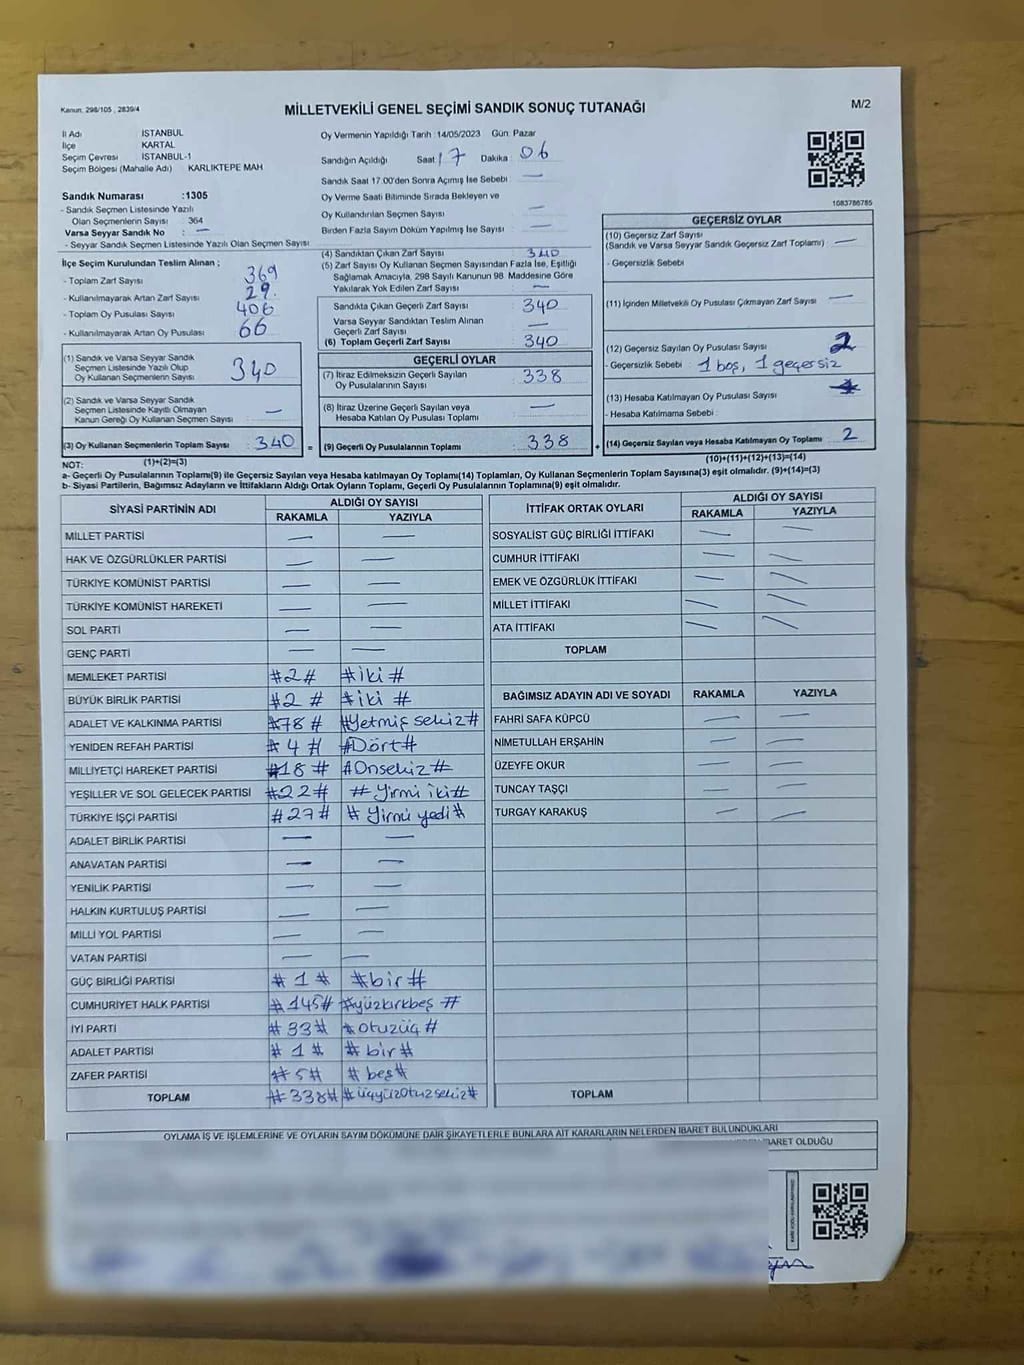 Kanun: 298/105 , 2839/4
MİLLETVEKİLİ GENEL SEÇİMİ SANDIK SONUÇ TUTANAĞI
M/2
İl Adı İSTANBUL
İlçe KARTAL
Seçim Çevresi İSTANBUL-1
Seçim Bölgesi (Mahalle Adı) KARLIKTEPE MAH
Sandık Numarası :1305
- Sandık Seçmen Listesinde Yazılı
Olan Seçmenlerin Sayısı : 364
Varsa Seyyar Sandık No : —
- Seyyar Sandık Seçmen Listesinde Yazılı Olan Seçmen Sayısı
Oy Vermenin Yapıldığı Tarih :14/05/2023 Gün: Pazar
Sandığın Açıldığı Saat 17 Dakika : 06
Sandık Saat 17.00'den Sonra Açımış İse Sebebi : —
Oy Verme Saati Bitiminde Sırada Bekleyen ve
Oy Kullandırılan Seçmen Sayısı : —
Birden Fazla Sayım Döküm Yapılmış İse Sayısı : —
1083786785
İlçe Seçim Kurulundan Teslim Alınan ;
- Toplam Zarf Sayısı : 369
- Kullanılmayarak Artan Zarf Sayısı : 29
- Toplam Oy Pusulası Sayısı : 406
- Kullanılmayarak Artan Oy Pusulası : 66
(1) Sandık ve Varsa Seyyar Sandık
Seçmen Listesinde Yazılı Olup
Oy Kullanan Seçmenlerin Sayısı : 340
(2) Sandık ve Varsa Seyyar Sandık
Seçmen Listesinde Kayıtlı Olmayan
Kanun Gereği Oy Kullanan Seçmen Sayısı : —
(3) Oy Kullanan Seçmenlerin Toplam Sayısı : 340 =
(1)+(2)=(3)
(4) Sandıktan Çıkan Zarf Sayısı : 340
(5) Zarf Sayısı Oy Kullanan Seçmen Sayısından Fazla İse, Eşitliği
Sağlamak Amacıyla, 298 Sayılı Kanunun 98. Maddesine Göre
Yakılarak Yok Edilen Zarf Sayısı : —
Sandıkta Çıkan Geçerli Zarf Sayısı : 340
Varsa Seyyar Sandıktan Teslim Alınan
Geçerli Zarf Sayısı : —
(6) Toplam Geçerli Zarf Sayısı : 340
GEÇERLİ OYLAR
(7) İtiraz Edilmeksizin Geçerli Sayılan
Oy Pusulalarının Sayısı : 338
(8) İtiraz Üzerine Geçerli Sayılan veya
Hesaba Katılan Oy Pusulası Toplamı : —
(9) Geçerli Oy Pusulalarının Toplamı : 338 +
GEÇERSİZ OYLAR
(10) Geçersiz Zarf Sayısı
(Sandık ve Varsa Seyyar Sandık Geçersiz Zarf Toplamı) : —
- Geçersizlik Sebebi :
(11) İçinden Milletvekili Oy Pusulası Çıkmayan Zarf Sayısı : —
(12) Geçersiz Sayılan Oy Pusulası Sayısı : 2
- Geçersizlik Sebebi : 1 boş, 1 geçersiz
(13) Hesaba Katılmayan Oy Pusulası Sayısı :
- Hesaba Katılmama Sebebi :
(14) Geçersiz Sayılan veya Hesaba Katılmayan Oy Toplamı : 2
(10)+(11)+(12)+(13)=(14)
NOT:
a- Geçerli Oy Pusulalarının Toplamı(9) ile Geçersiz Sayılan veya Hesaba katılmayan Oy Toplamı(14) Toplamları, Oy Kullanan Seçmenlerin Toplam Sayısına(3) eşit olmalıdır. (9)+(14)=(3)
b- Siyasi Partilerin, Bağımsız Adayların ve İttifakların Aldığı Ortak Oyların Toplamı, Geçerli Oy Pusulalarının Toplamına(9) eşit olmalıdır.
SİYASİ PARTİNİN ADI ALDIĞI OY SAYISI
RAKAMLA YAZIYLA
MİLLET PARTİSİ — —
HAK VE ÖZGÜRLÜKLER PARTİSİ — —
TÜRKİYE KOMÜNİST PARTİSİ — —
TÜRKİYE KOMÜNİST HAREKETİ — —
SOL PARTİ — —
GENÇ PARTİ — —
MEMLEKET PARTİSİ #2# #iki#
BÜYÜK BİRLİK PARTİSİ #2# #iki#
ADALET VE KALKINMA PARTİSİ #78# #Yetmiş sekiz#
YENİDEN REFAH PARTİSİ #4# #Dört#
MİLLİYETÇİ HAREKET PARTİSİ #18# #Onsekiz#
YEŞİLLER VE SOL GELECEK PARTİSİ #22# #Yirmi iki#
TÜRKİYE İŞÇİ PARTİSİ #27# #Yirmi yedi#
ADALET BİRLİK PARTİSİ — —
ANAVATAN PARTİSİ — —
YENİLİK PARTİSİ — —
HALKIN KURTULUŞ PARTİSİ — —
MİLLİ YOL PARTİSİ — —
VATAN PARTİSİ — —
GÜÇ BİRLİĞİ PARTİSİ #1# #bir#
CUMHURİYET HALK PARTİSİ #145# #yüzkırkbeş#
İYİ PARTİ #33# #otuzüç#
ADALET PARTİSİ #1# #bir#
ZAFER PARTİSİ #5# #beş#
TOPLAM #338# #üçyüzotuzsekiz#
İTTİFAK ORTAK OYLARI ALDIĞI OY SAYISI
RAKAMLA YAZIYLA
SOSYALİST GÜÇ BİRLİĞİ İTTİFAKI — —
CUMHUR İTTİFAKI — —
EMEK VE ÖZGÜRLÜK İTTİFAKI — —
MİLLET İTTİFAKI — —
ATA İTTİFAKI — —
TOPLAM
BAĞIMSIZ ADAYIN ADI VE SOYADI RAKAMLA YAZIYLA
FAHRİ SAFA KÜPCÜ — —
NİMETULLAH ERŞAHİN — —
ÜZEYFE OKUR — —
TUNCAY TAŞÇI — —
TURGAY KARAKUŞ — —
TOPLAM
OYLAMA İŞ VE İŞLEMLERİNE VE OYLARIN SAYIM DÖKÜMÜNE DAİR ŞİKAYETLERLE BUNLARA AİT KARARLARIN NELERDEN İBARET BULUNDUKLARI
İBARET OLDUĞU